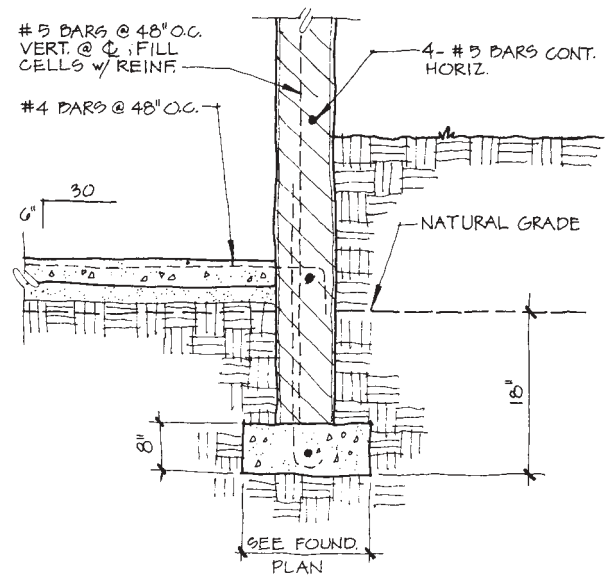 #5 BARS @ 48" O.C.
VERT. @ ℄ ; FILL
CELLS w/ REINF.
4- #5 BARS CONT.
HORIZ.
#4 BARS @ 48" O.C.
30
6"
NATURAL GRADE
18"
8"
SEE FOUND.
PLAN